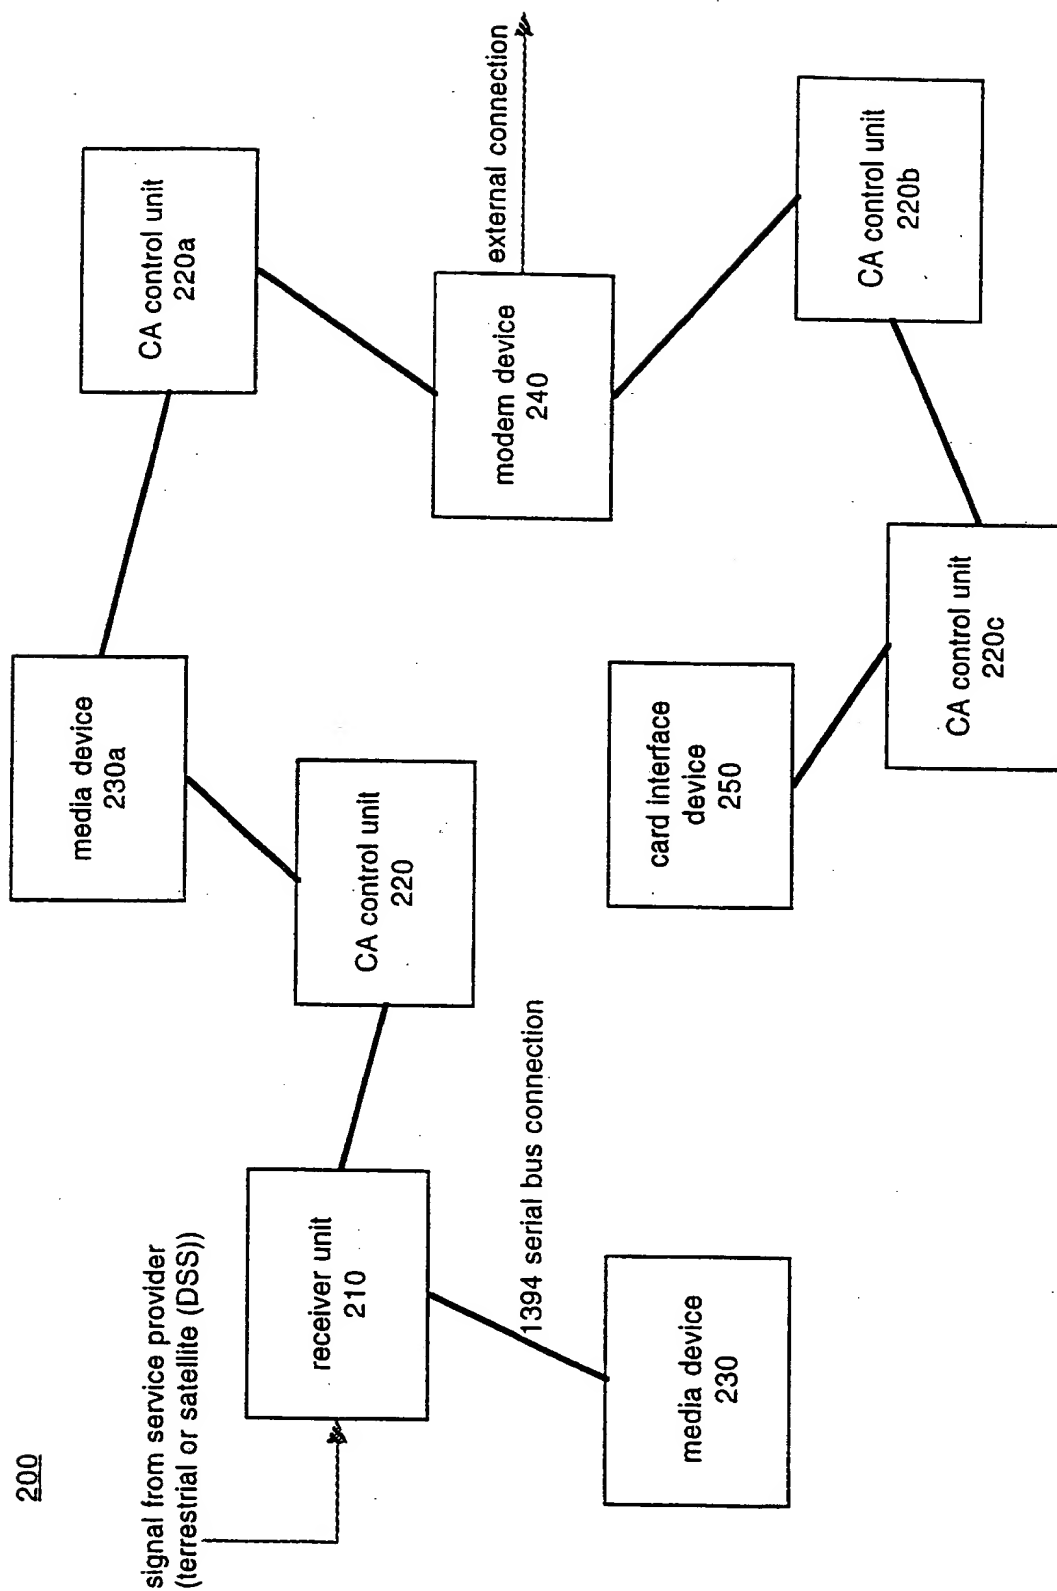 200
signal from service provider
(terrestrial or satellite (DSS))
receiver unit
210
1394 serial bus connection
media device
230
CA control unit
220
media device
230a
CA control unit
220a
external connection
modem device
240
CA control unit
220b
CA control unit
220c
card interface
device
250